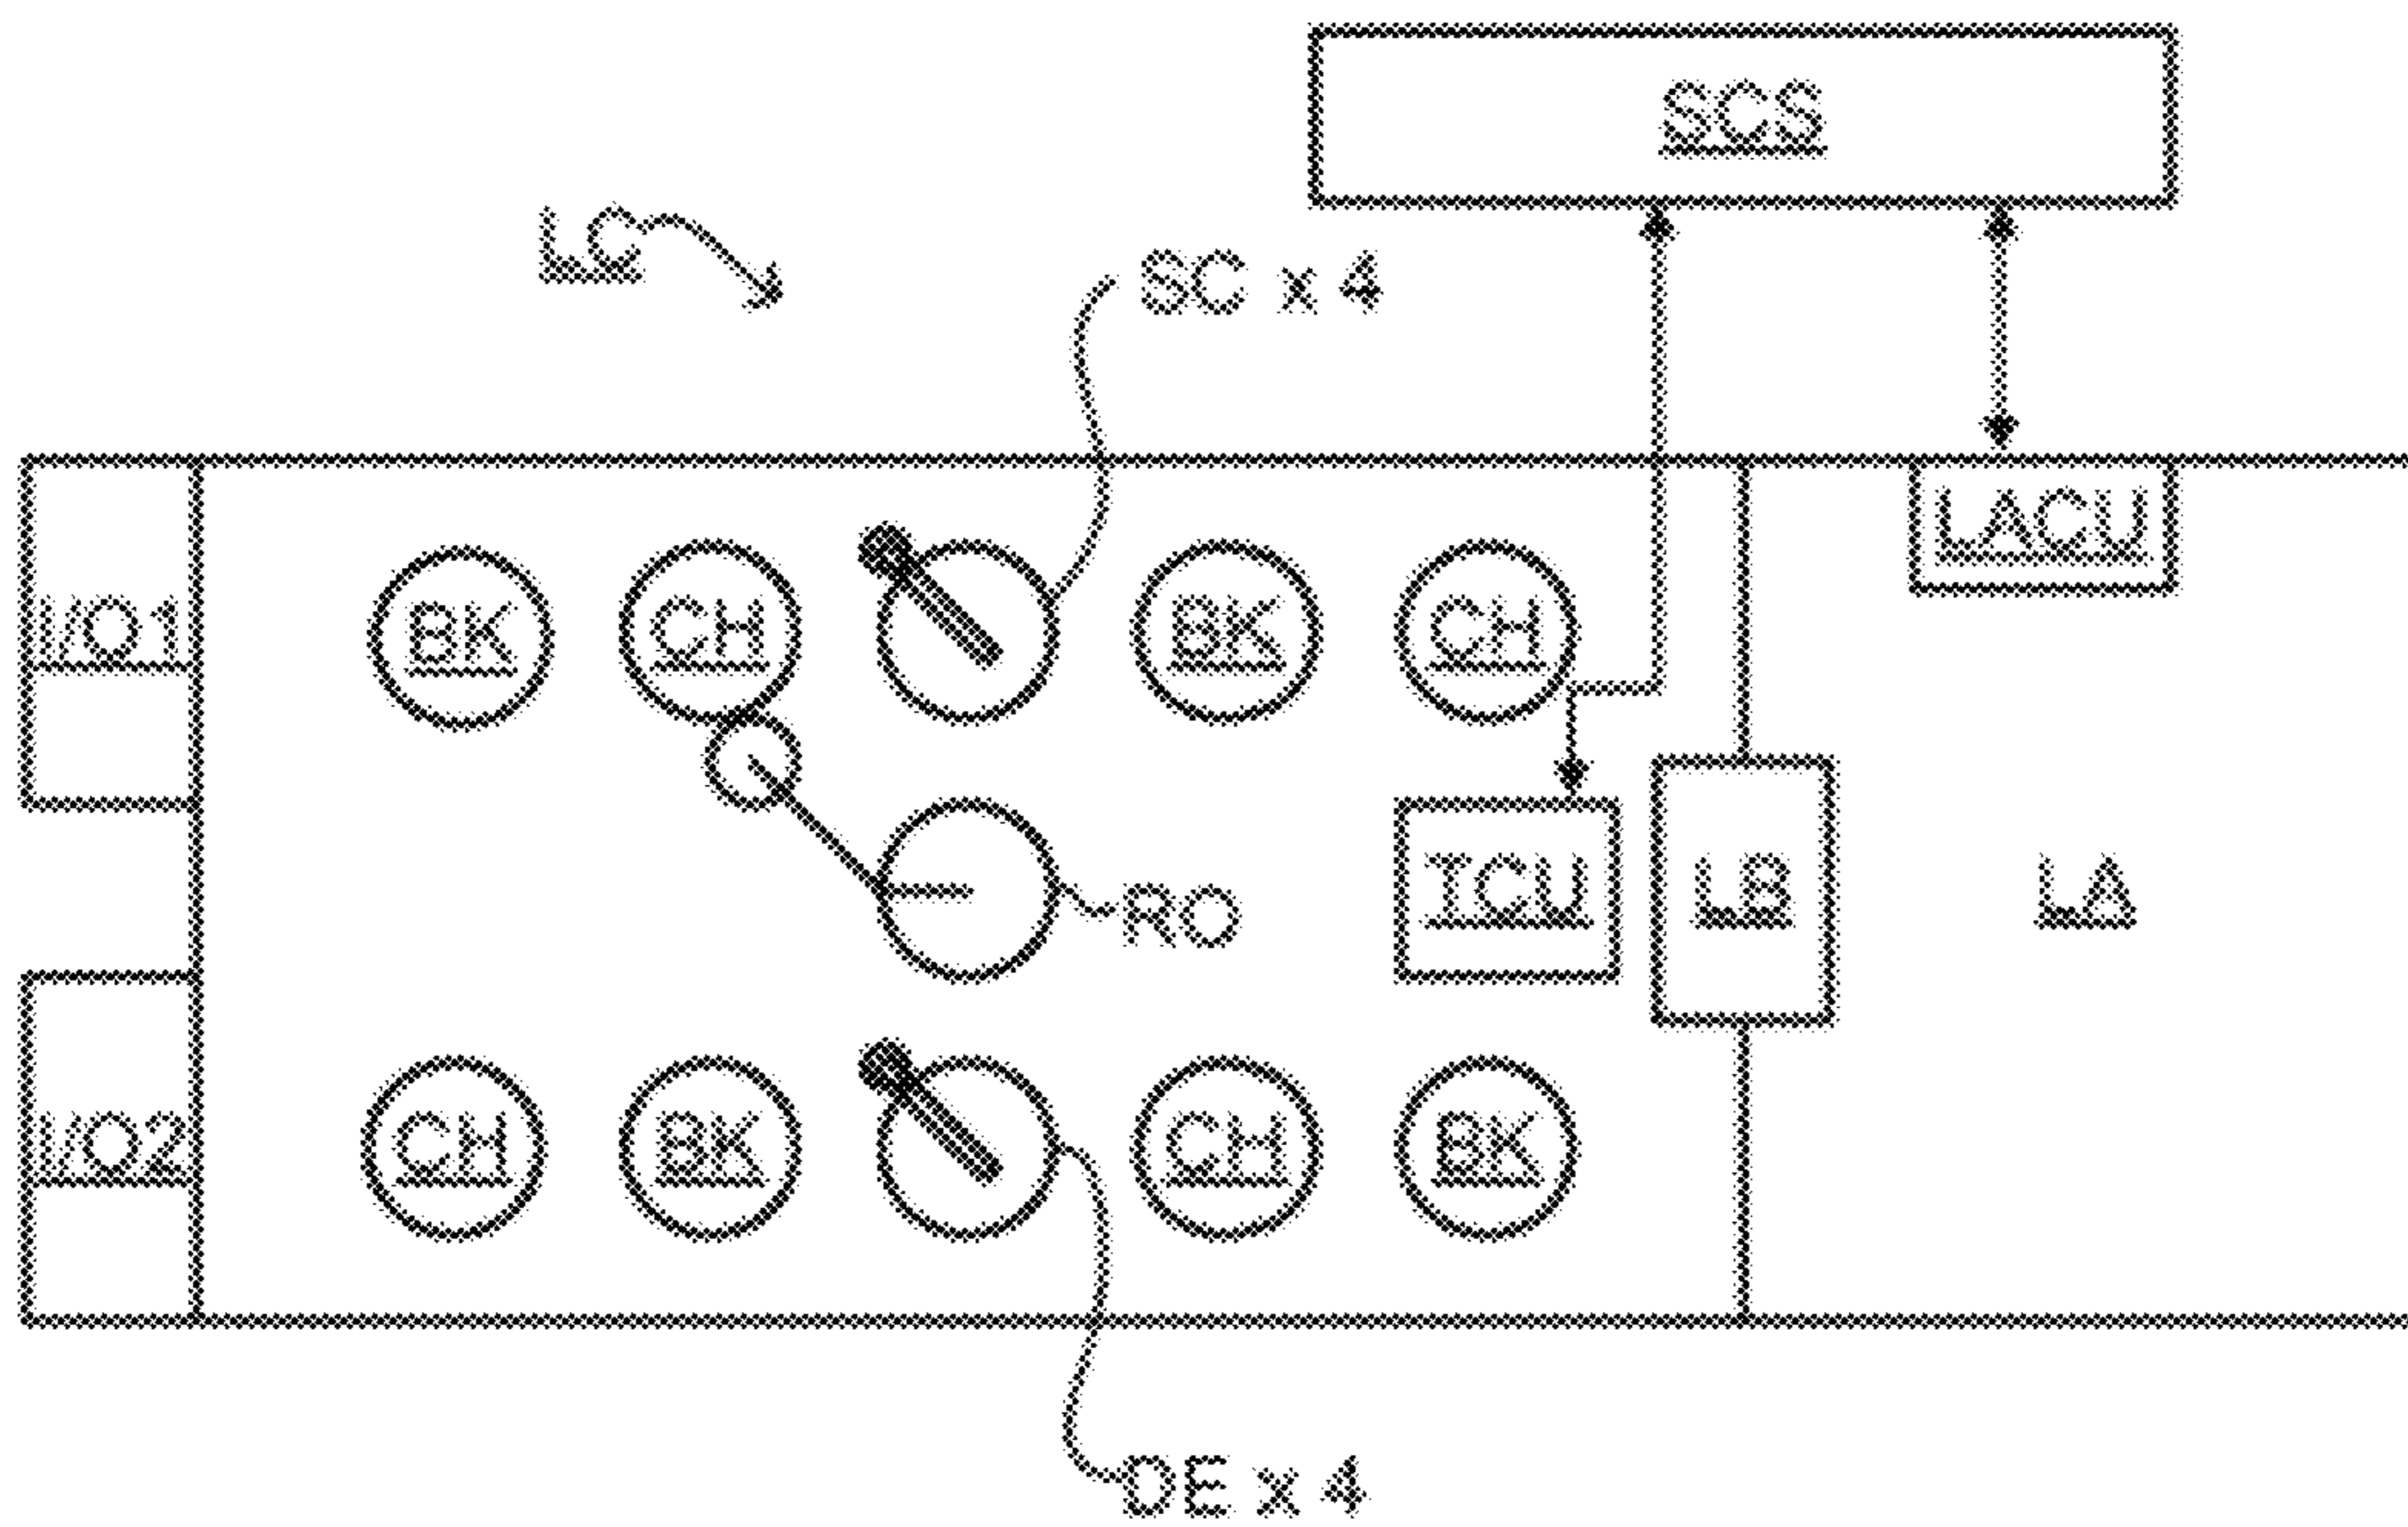 SCS
LC
SC x 4
LACU
I/O1
BK
CH
BK
CH
RO
TCU
LB
LA
I/O2
CH
BK
CH
BK
DE x 4